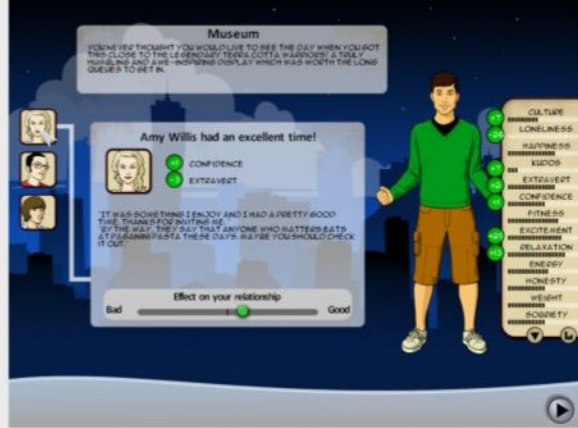 Museum
YOU NEVER THOUGHT YOU WOULD LIVE TO SEE THE DAY WHEN YOU GOT
THIS CLOSE TO THE LEGENDARY TERRA COTTA WARRIORS! A TRULY
HUMBLING AND AWE-INSPIRING DISPLAY WHICH WAS WORTH THE LONG
QUEUES TO GET IN.
Amy Willis had an excellent time!
CONFIDENCE
EXTRAVERT
"IT WAS SOMETHING I ENJOY AND I HAD A PRETTY GOOD
TIME, THANKS FOR INVITING ME."
"BY THE WAY, THEY SAY THAT ANYONE WHO MATTERS EATS
AT PAGANINI PASTA THESE DAYS. MAYBE YOU SHOULD CHECK
IT OUT."
Effect on your relationship
Bad
Good
CULTURE
LONELINESS
HAPPINESS
KUDOS
EXTRAVERT
CONFIDENCE
FITNESS
EXCITEMENT
RELAXATION
ENERGY
HONESTY
WEIGHT
SOBRIETY